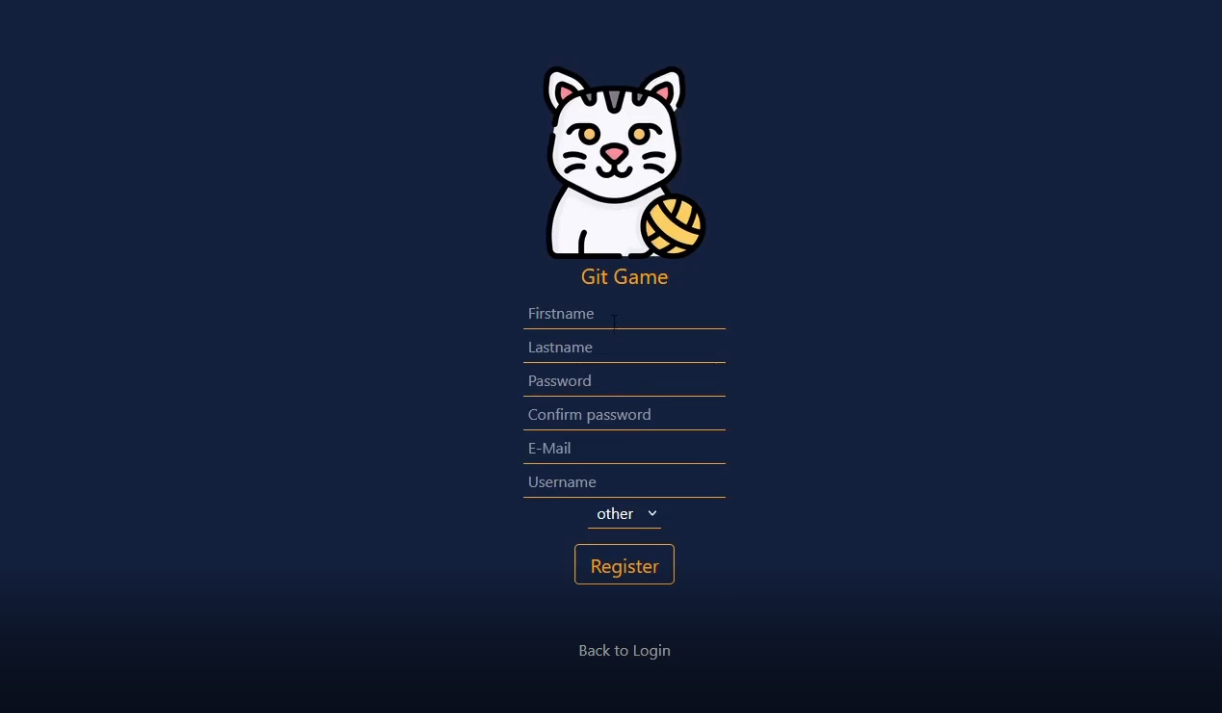 Git Game
Firstname
Lastname
Password
Confirm password
E-Mail
Username
other
Register
Back to Login